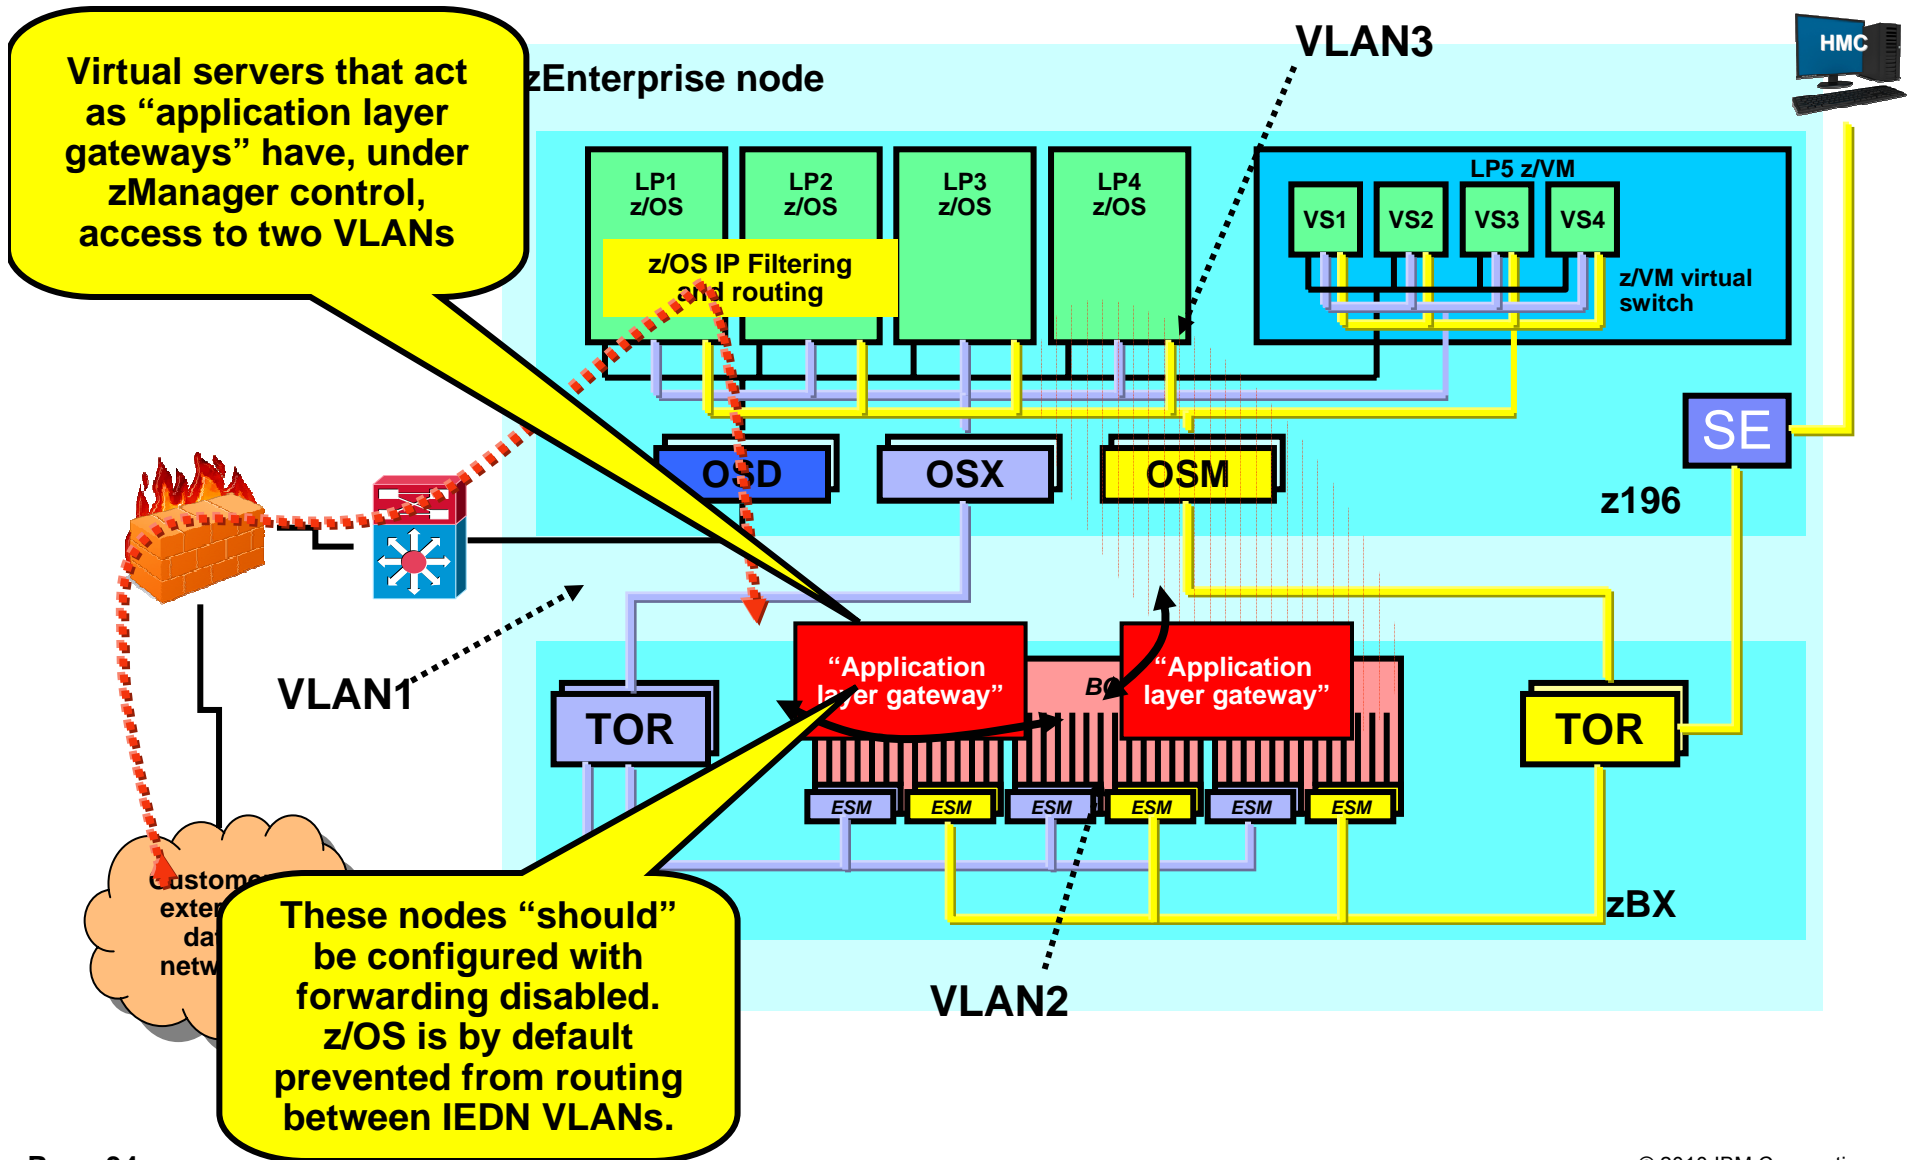 Virtual servers that act
as “application layer
gateways” have, under
zManager control,
access to two VLANs
zEnterprise node
VLAN3
HMC
LP1
z/OS
LP2
z/OS
LP3
z/OS
LP4
z/OS
z/OS IP Filtering
and routing
LP5 z/VM
VS1
VS2
VS3
VS4
z/VM virtual
switch
OSD
OSX
OSM
SE
z196
VLAN1
TOR
“Application
layer gateway”
“Application
layer gateway”
TOR
ESM
ESM
ESM
ESM
ESM
ESM
zBX
VLAN2
These nodes “should”
be configured with
forwarding disabled.
z/OS is by default
prevented from routing
between IEDN VLANs.